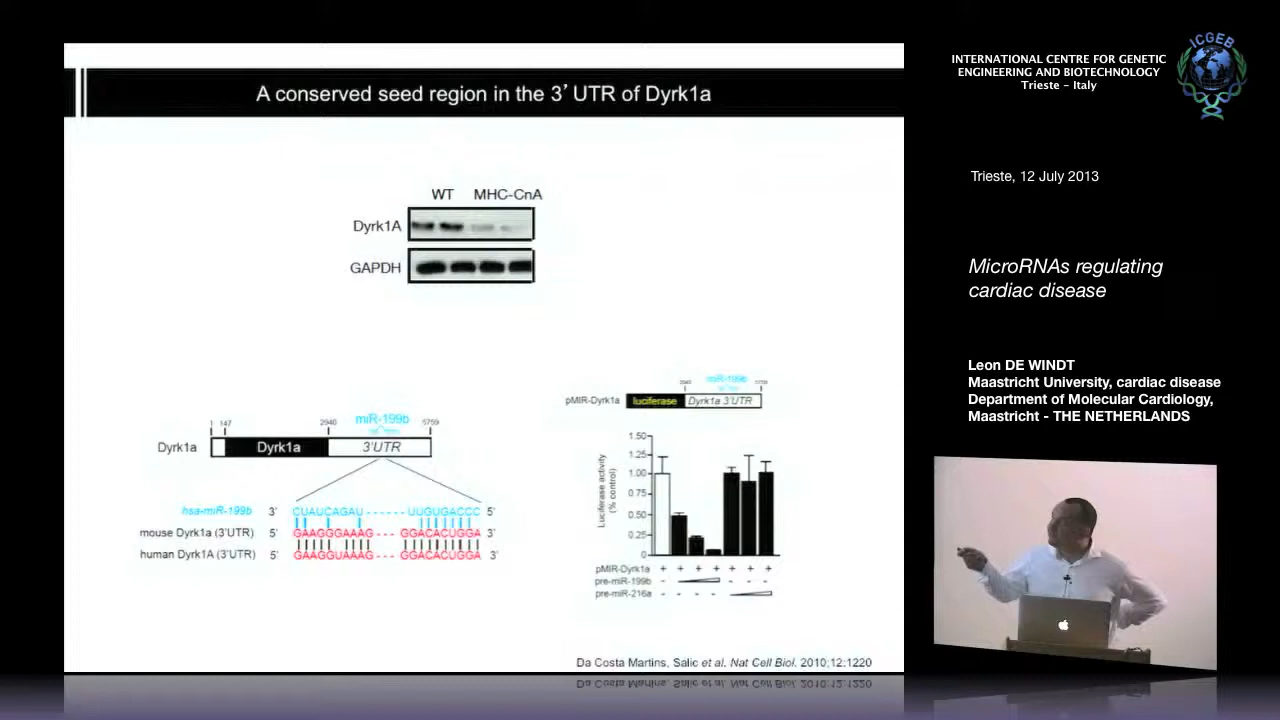 A conserved seed region in the 3' UTR of Dyrk1a
WT MHC-CnA
Dyrk1A
GAPDH
miR-199b
1 147 2940 5759
Dyrk1a Dyrk1a 3'UTR
hsa-miR-199b 3' CUAUCAGAU------UUGUGACCC 5'
mouse Dyrk1a (3'UTR) 5' GAAGGGAAAG---GGACACUGGA 3'
human Dyrk1A (3'UTR) 5' GAAGGUAAAG---GGACACUGGA 3'
miR-199b
2940 5759
pMIR-Dyrk1a luciferase Dyrk1a 3'UTR
Luciferase activity
(% control)
1.50
1.25
1.00
0.75
0.50
0.25
0
pMIR-Dyrk1a + + + + + + +
pre-miR-199b - - - -
pre-miR-216a - - - -
Da Costa Martins, Salic et al. Nat Cell Biol. 2010;12:1220
INTERNATIONAL CENTRE FOR GENETIC
ENGINEERING AND BIOTECHNOLOGY
Trieste - Italy
ICGEB
Trieste, 12 July 2013
MicroRNAs regulating
cardiac disease
Leon DE WINDT
Maastricht University, cardiac disease
Department of Molecular Cardiology,
Maastricht - THE NETHERLANDS